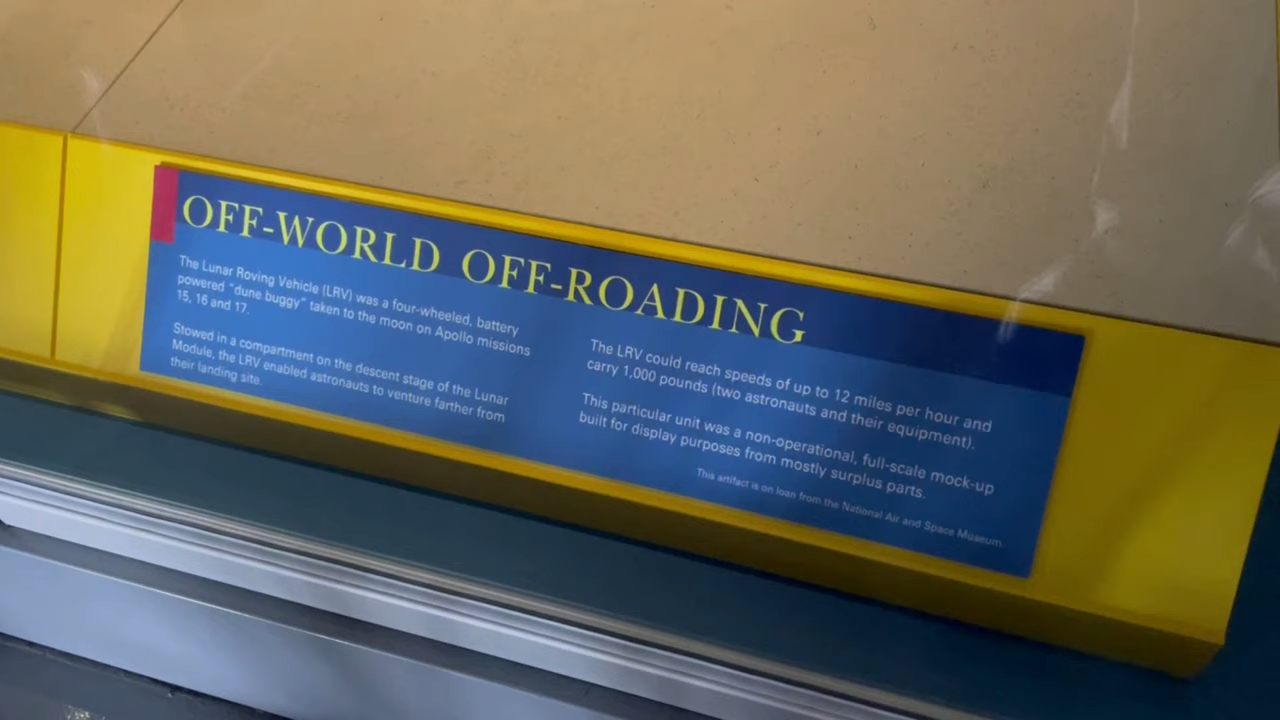 OFF-WORLD OFF-ROADING
The Lunar Roving Vehicle (LRV) was a four-wheeled, battery
powered "dune buggy" taken to the moon on Apollo missions
15, 16 and 17.
Stowed in a compartment on the descent stage of the Lunar
Module, the LRV enabled astronauts to venture farther from
their landing site.
The LRV could reach speeds of up to 12 miles per hour and
carry 1,000 pounds (two astronauts and their equipment).
This particular unit was a non-operational, full-scale mock-up
built for display purposes from mostly surplus parts.
This artifact is on loan from the National Air and Space Museum.